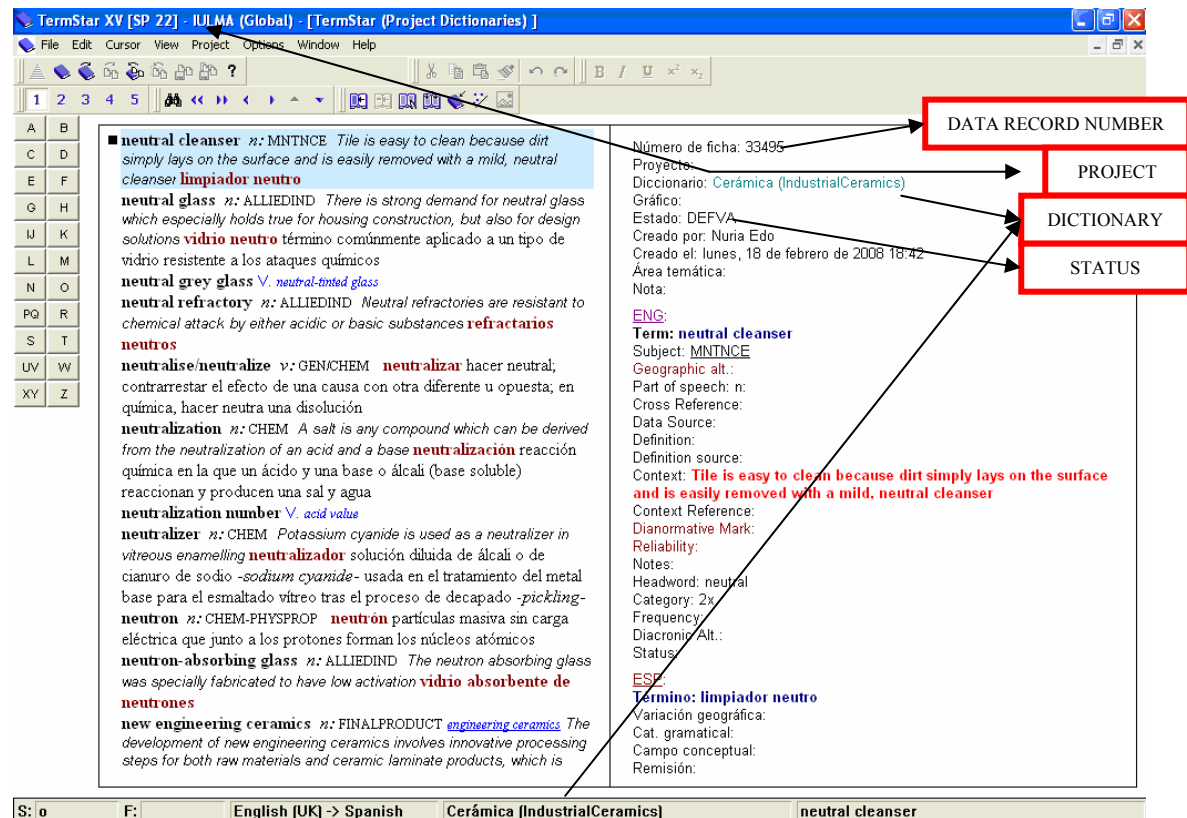 TermStar XV [SP 22] - IULMA (Global) - [TermStar (Project Dictionaries) ]
File Edit Cursor View Project Options Window Help
? B I U x² x₂
1 2 3 4 5
A B
C D
E F
G H
IJ K
L M
N O
PQ R
S T
UV W
XY Z
neutral cleanser n: MNTNCE Tile is easy to clean because dirt
simply lays on the surface and is easily removed with a mild, neutral
cleanser limpiador neutro
neutral glass n: ALLIEDIND There is strong demand for neutral glass
which especially holds true for housing construction, but also for design
solutions vidrio neutro término comúnmente aplicado a un tipo de
vidrio resistente a los ataques químicos
neutral grey glass V. neutral-tinted glass
neutral refractory n: ALLIEDIND Neutral refractories are resistant to
chemical attack by either acidic or basic substances refractarios
neutros
neutralise/neutralize v: GEN/CHEM neutralizar hacer neutral;
contrarrestar el efecto de una causa con otra diferente u opuesta; en
química, hacer neutra una disolución
neutralization n: CHEM A salt is any compound which can be derived
from the neutralization of an acid and a base neutralización reacción
química en la que un ácido y una base o álcali (base soluble)
reaccionan y producen una sal y agua
neutralization number V. acid value
neutralizer n: CHEM Potassium cyanide is used as a neutralizer in
vitreous enamelling neutralizador solución diluida de álcali o de
cianuro de sodio -sodium cyanide- usada en el tratamiento del metal
base para el esmaltado vítreo tras el proceso de decapado -pickling-
neutron n: CHEM-PHYSPROP neutrón partículas masiva sin carga
eléctrica que junto a los protones forman los núcleos atómicos
neutron-absorbing glass n: ALLIEDIND The neutron absorbing glass
was specially fabricated to have low activation vidrio absorbente de
neutrones
new engineering ceramics n: FINALPRODUCT engineering ceramics The
development of new engineering ceramics involves innovative processing
steps for both raw materials and ceramic laminate products, which is
Número de ficha: 33495
Proyecto:
Diccionario: Cerámica (IndustrialCeramics)
Gráfico:
Estado: DEFVA
Creado por: Nuria Edo
Creado el: lunes, 18 de febrero de 2008 18:42
Área temática:
Nota:
ENG:
Term: neutral cleanser
Subject: MNTNCE
Geographic alt.:
Part of speech: n:
Cross Reference:
Data Source:
Definition:
Definition source:
Context: Tile is easy to clean because dirt simply lays on the surface
and is easily removed with a mild, neutral cleanser
Context Reference:
Dianormative Mark:
Reliability:
Notes:
Headword: neutral
Category: 2x
Frequency:
Diacronic Alt.:
Status:
ESP:
Término: limpiador neutro
Variación geográfica:
Cat. gramatical:
Campo conceptual:
Remisión:
DATA RECORD NUMBER
PROJECT
DICTIONARY
STATUS
S: o F: English (UK) -> Spanish Cerámica (IndustrialCeramics) neutral cleanser